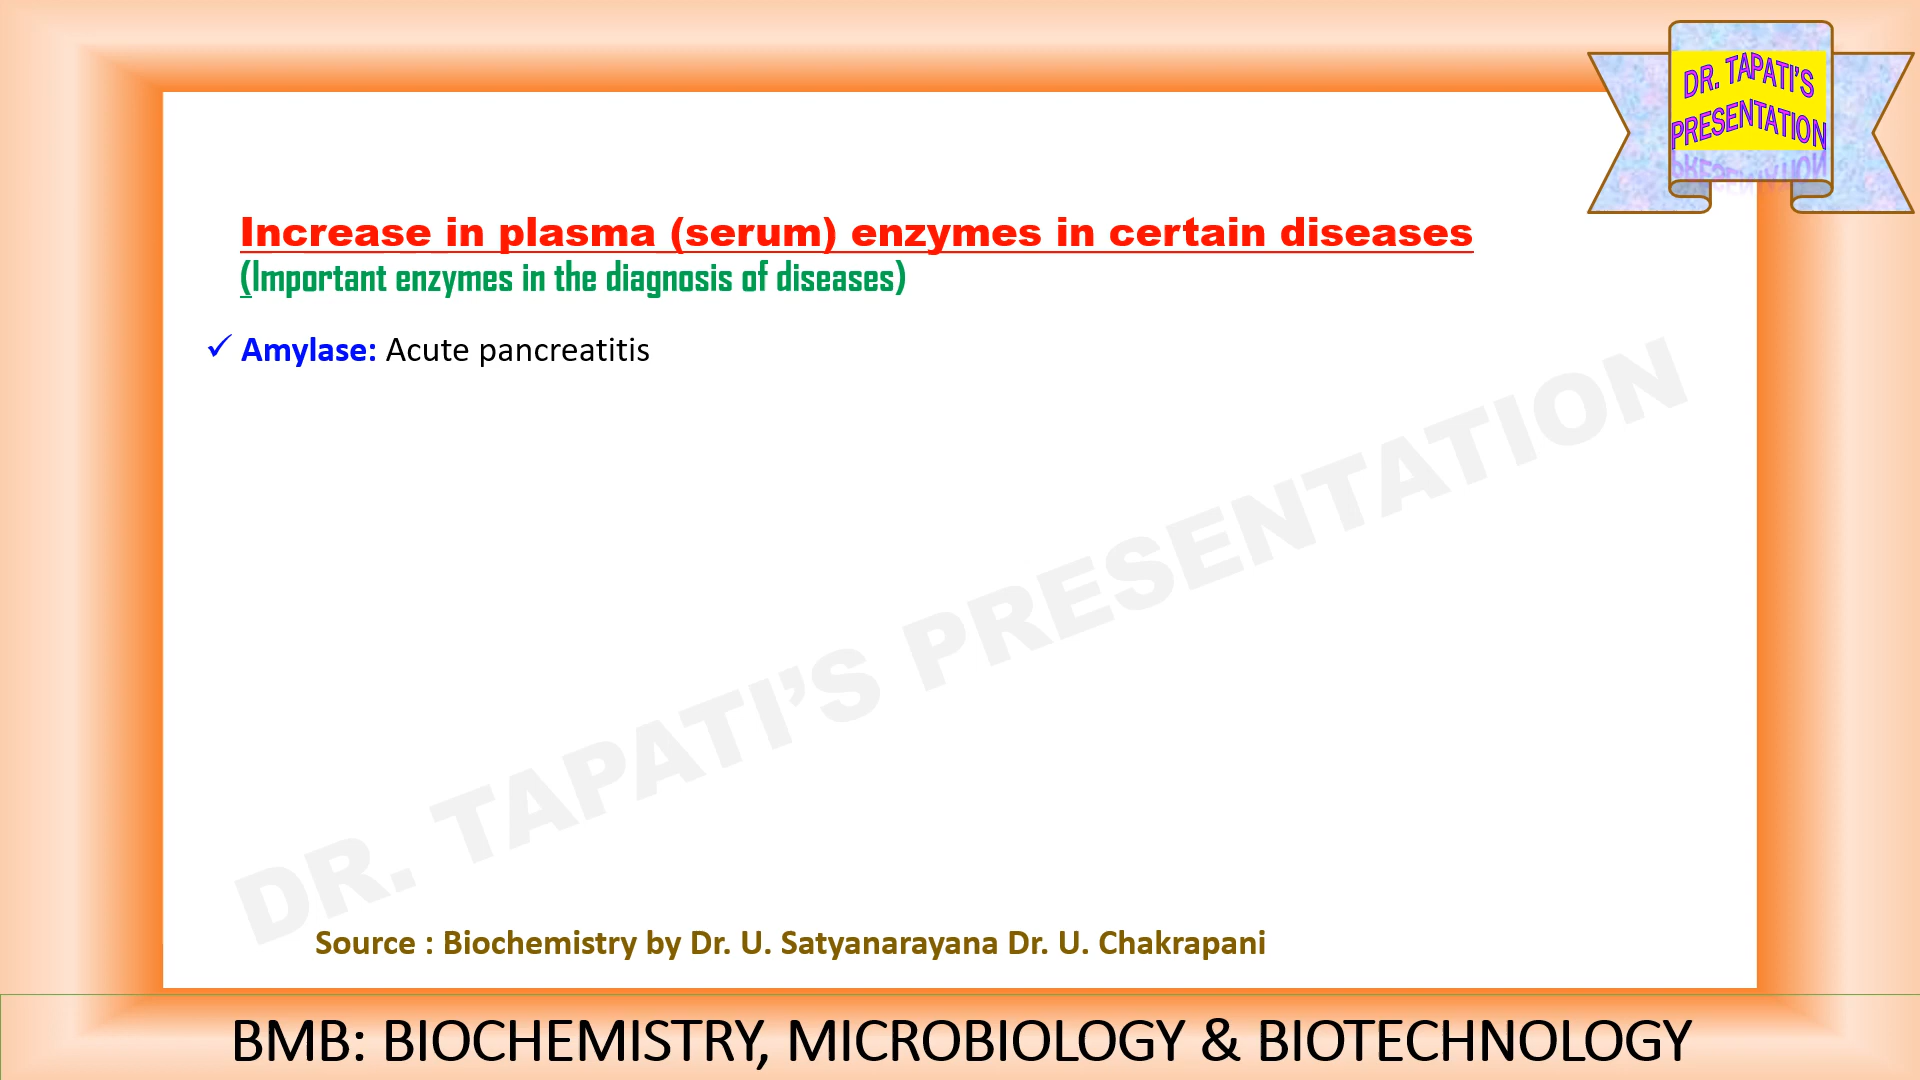 DR. TAPATI'S
PRESENTATION
Increase in plasma (serum) enzymes in certain diseases
(Important enzymes in the diagnosis of diseases)
✓ Amylase: Acute pancreatitis
DR. TAPATI'S PRESENTATION
Source : Biochemistry by Dr. U. Satyanarayana Dr. U. Chakrapani
BMB: BIOCHEMISTRY, MICROBIOLOGY & BIOTECHNOLOGY